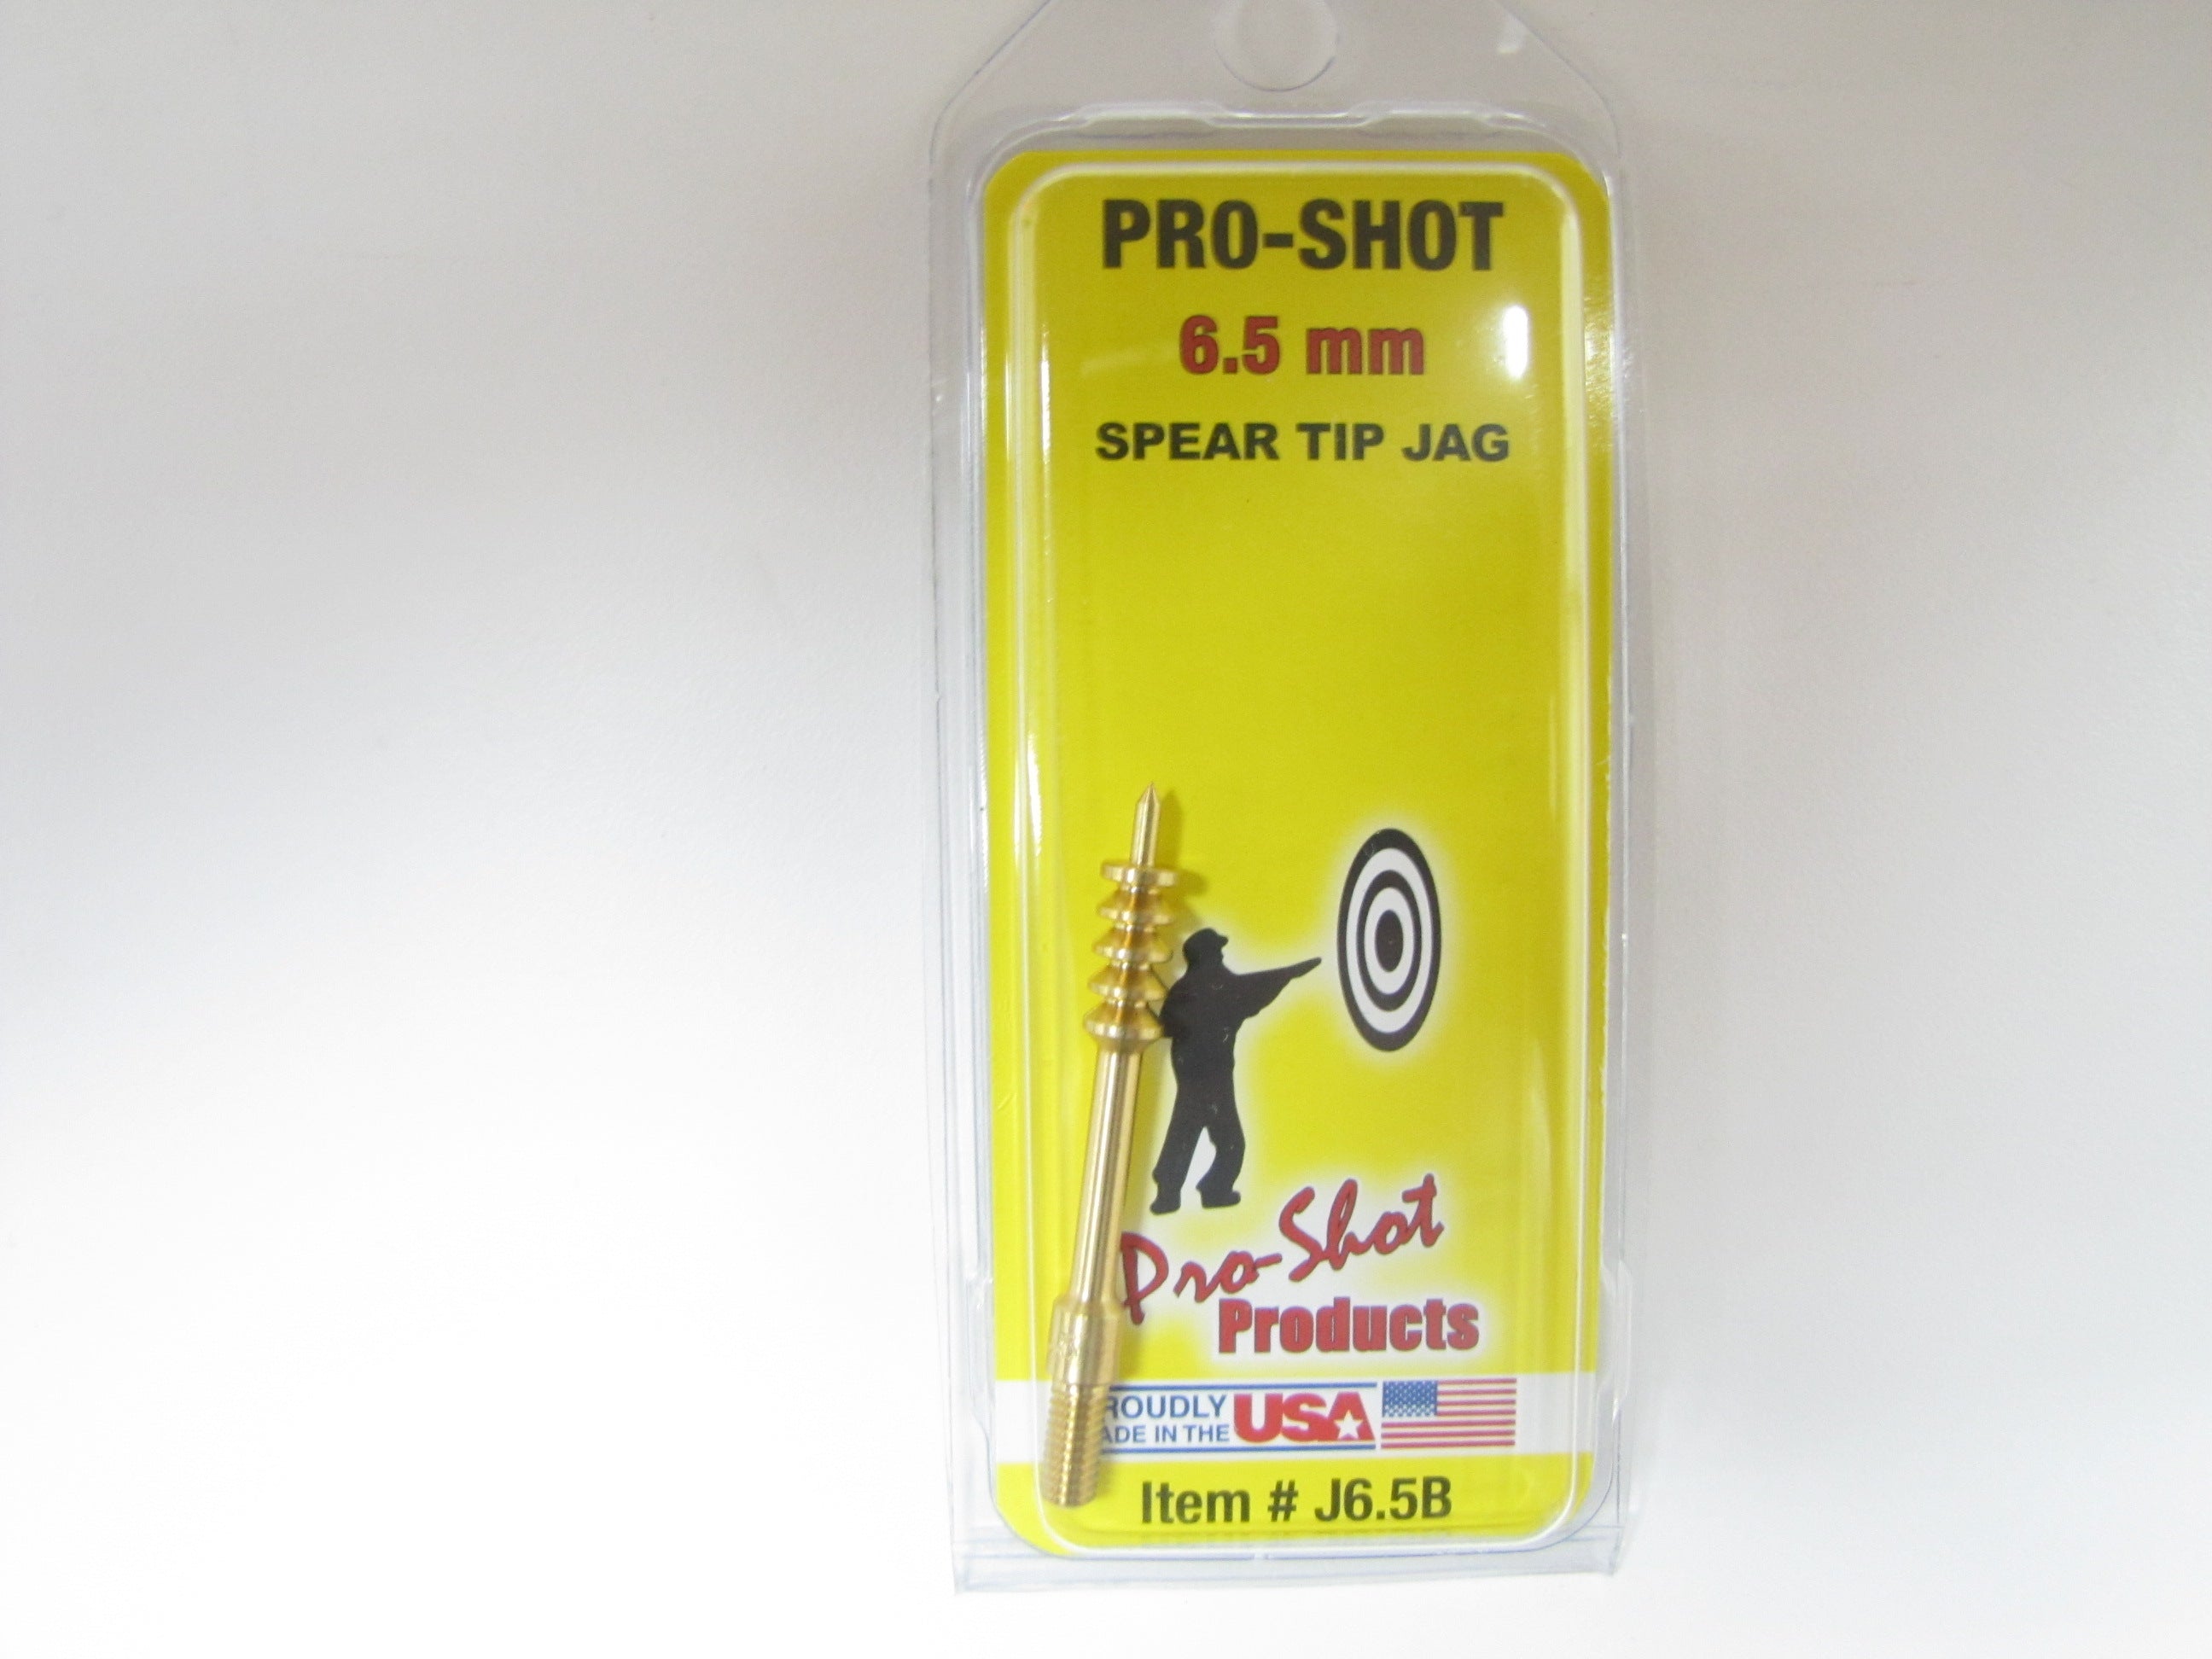 PRO-SHOT
6.5 mm
SPEAR TIP JAG
Pro-Shot
Products
ROUDLY
ADE IN THE
USA
Item # J6.5B